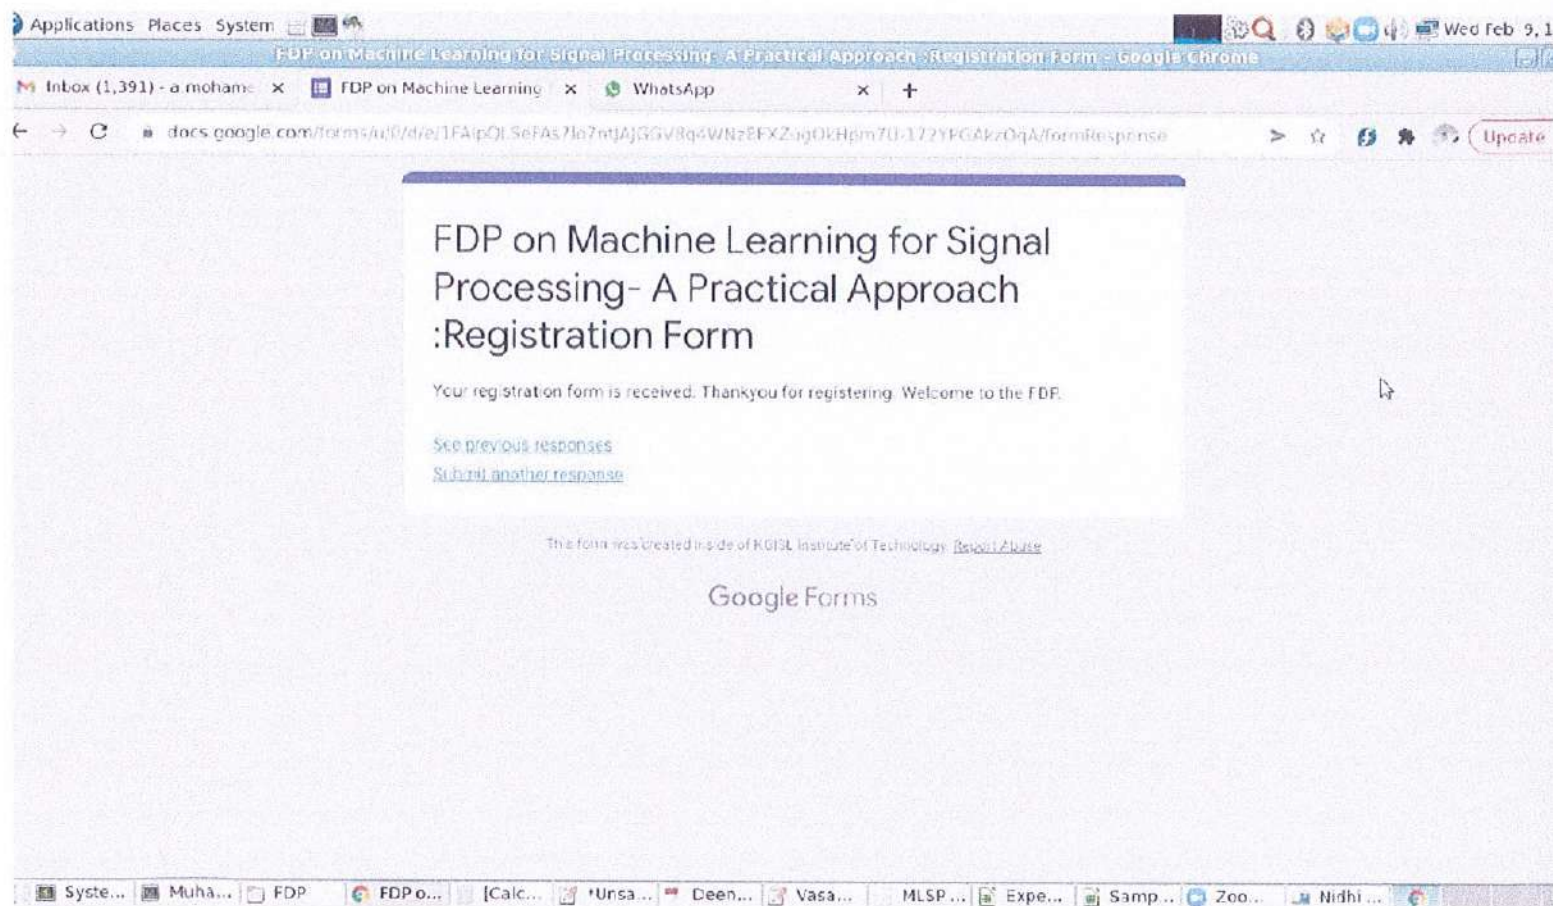 Applications Places System
Wed Feb 9, 1
FDP on Machine Learning for Signal Processing- A Practical Approach :Registration Form - Google Chrome
Inbox (1,391) - a.mohame
FDP on Machine Learning
WhatsApp
docs.google.com/forms/u/0/d/e/
/formResponse
Update
FDP on Machine Learning for Signal
Processing- A Practical Approach
:Registration Form
Your registration form is received. Thankyou for registering. Welcome to the FDP.
See previous responses
Submit another response
This form was created inside of KGISL Institute of Technology. Report Abuse
Google Forms
Syste... Muha... FDP FDP o... [Calc... *Unsa... Deen... Vasa... MLSP ... Expe... Samp... Zoo... Nidhi ...